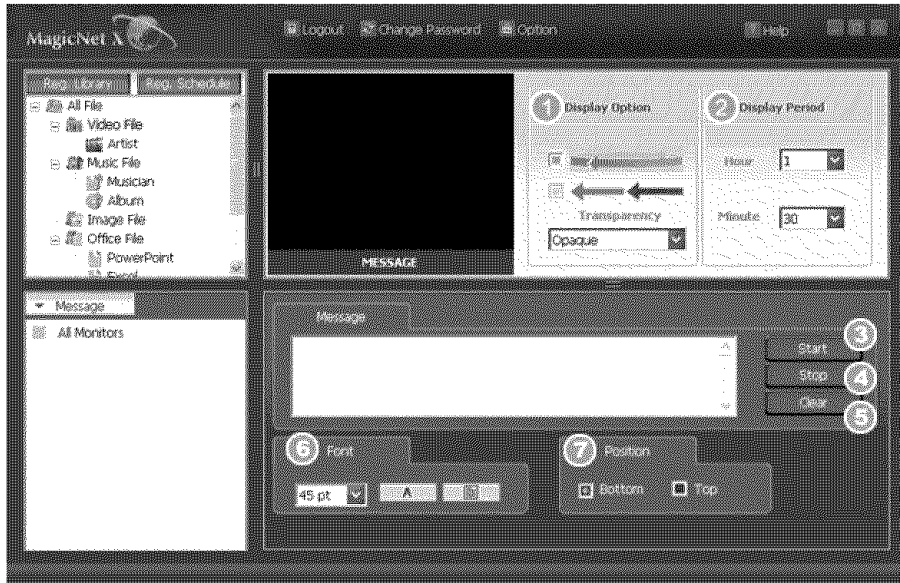 MagicNet X
Logout Change Password Option Help
Reg. Library Reg. Schedule
All File
Video File
Artist
Music File
Musician
Album
Image File
Office File
PowerPoint
Excel
MESSAGE
1 Display Option
Transparency
Opaque
2 Display Period
Hour 1
Minute 30
Message
All Monitors
Message
3
Start
Stop
4
Clear
5
6 Font
45 pt A
7 Position
Bottom Top